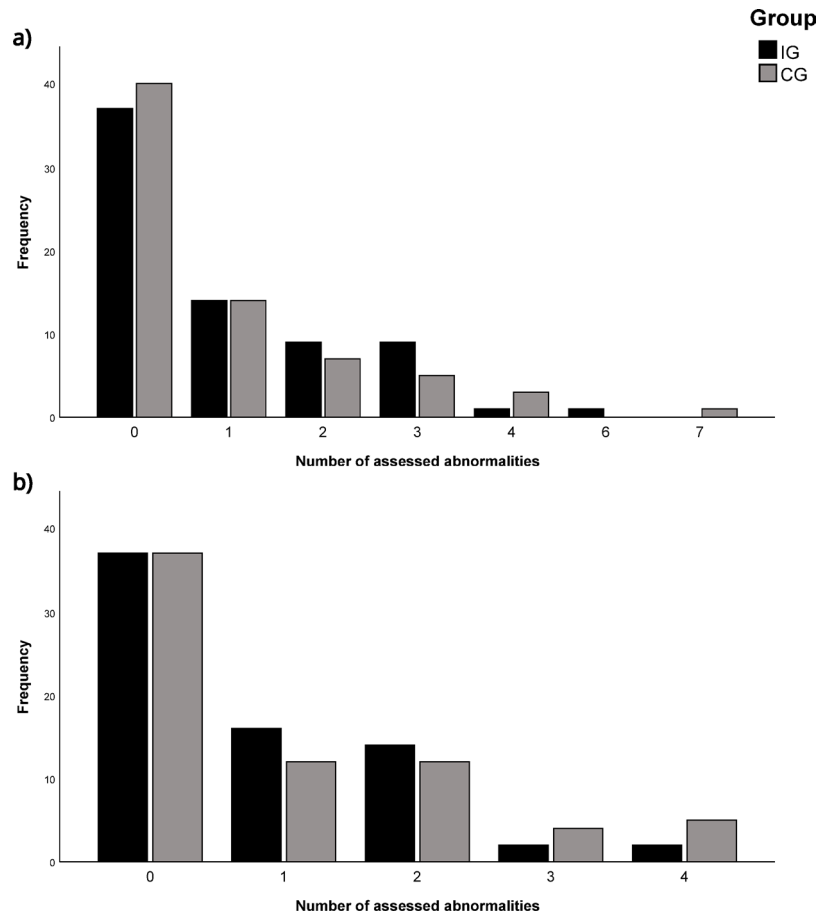 Group
IG
CG
a)
Frequency
40
30
20
10
0
0 1 2 3 4 6 7
Number of assessed abnormalities
b)
Frequency
40
30
20
10
0
0 1 2 3 4
Number of assessed abnormalities